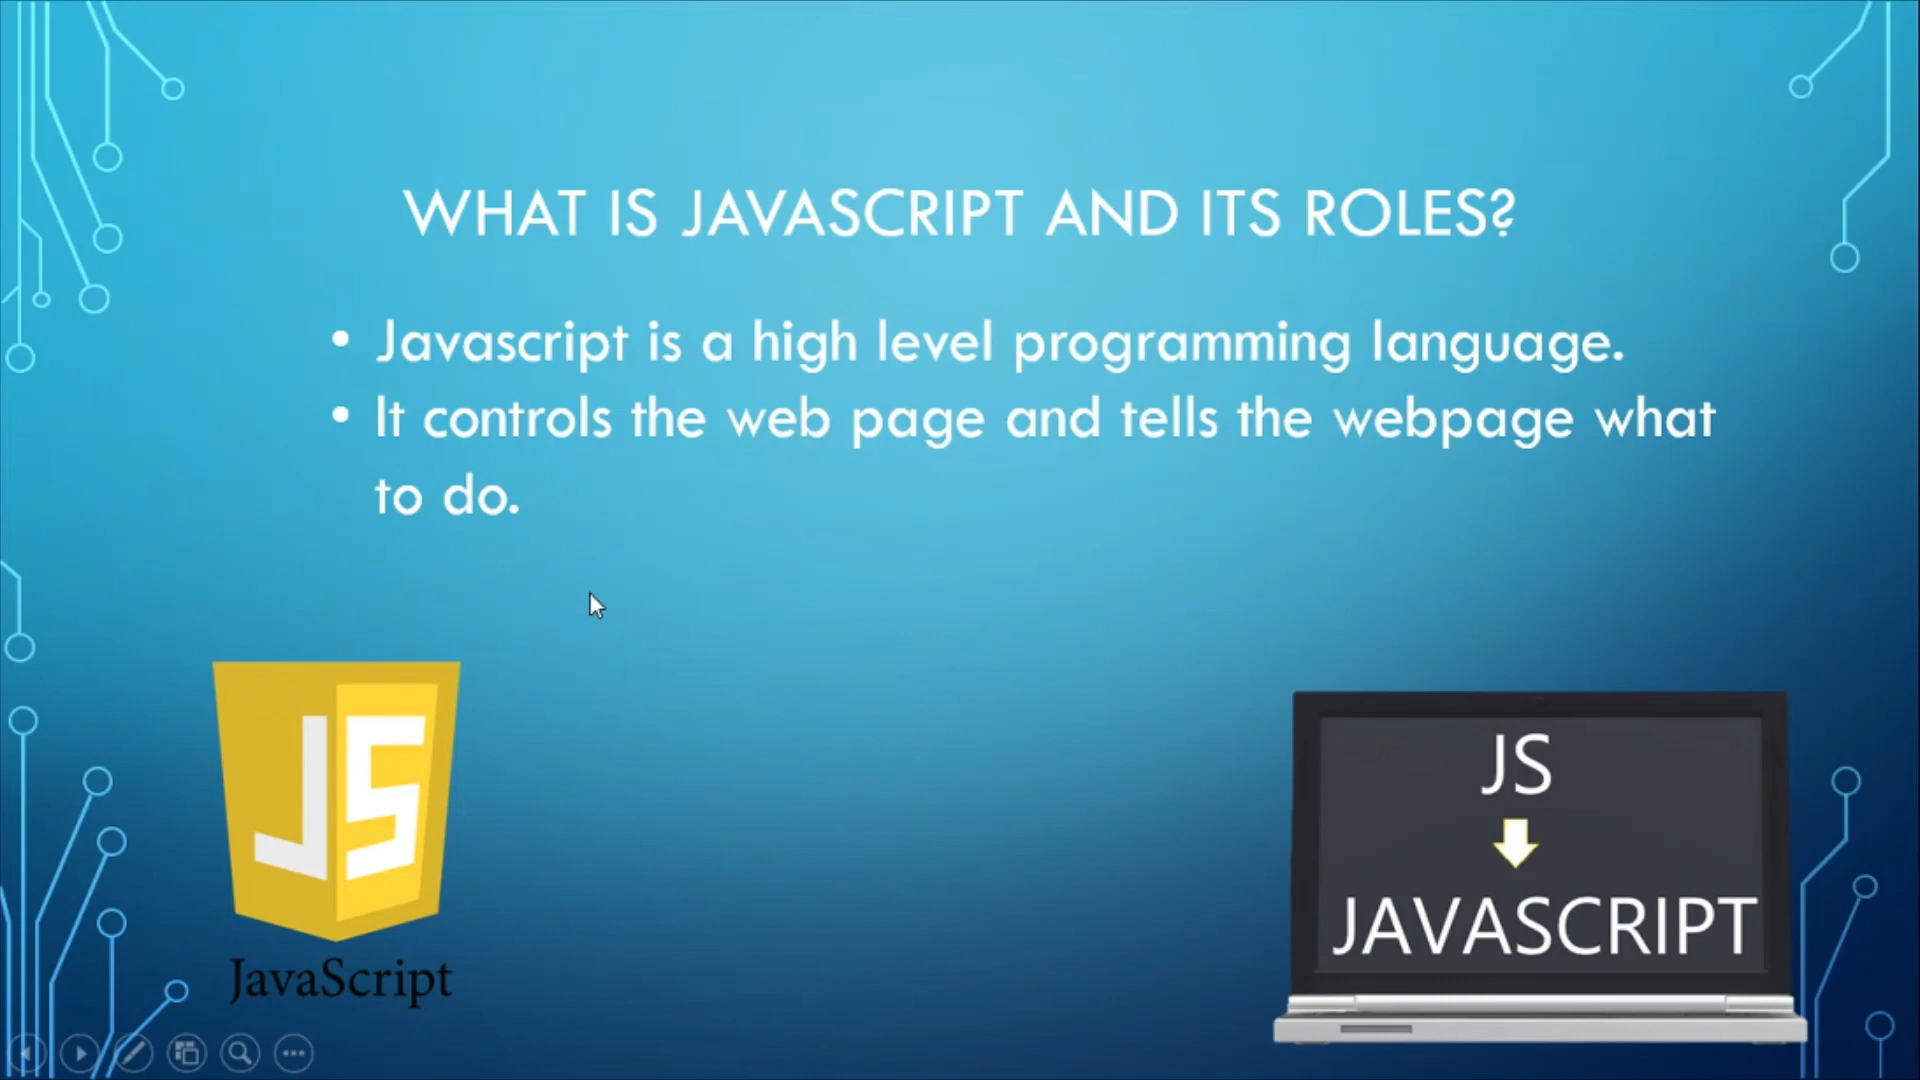 WHAT IS JAVASCRIPT AND ITS ROLES?
• Javascript is a high level programming language.
• It controls the web page and tells the webpage what
to do.
JS
JavaScript
JS
JAVASCRIPT